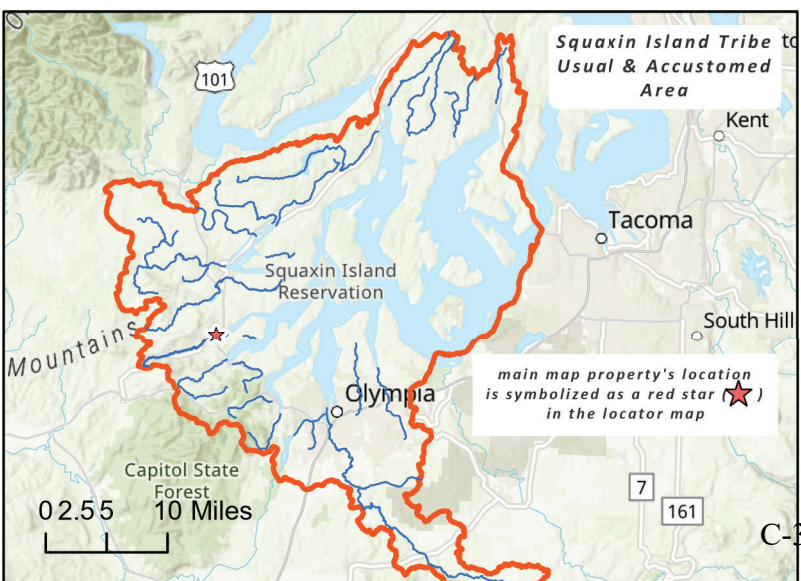 Squaxin Island Tribe
Usual & Accustomed
Area
101
Kent
Tacoma
Squaxin Island
Reservation
Mountains
South Hill
main map property's location
is symbolized as a red star ( )
in the locator map
Olympia
Capitol State
Forest
7
161
0 2.5 5 10 Miles